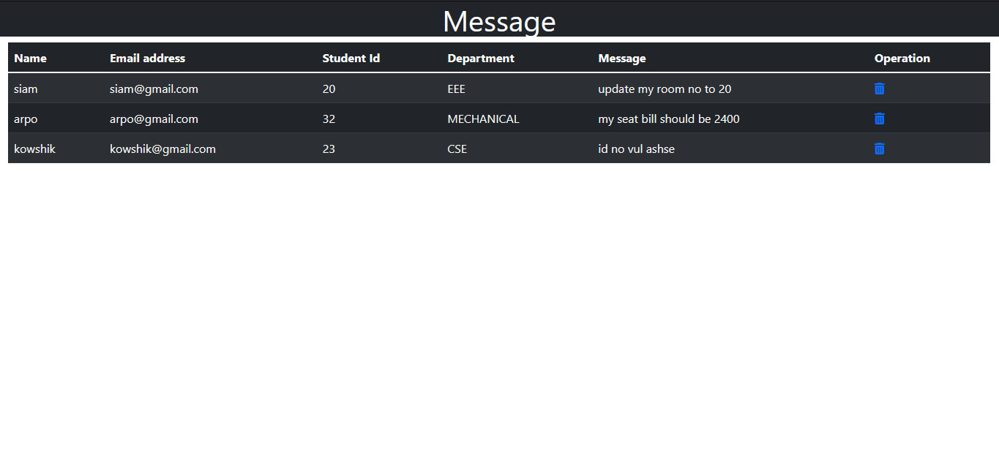 Message
Name Email address Student Id Department Message Operation
siam siam@gmail.com 20 EEE update my room no to 20
arpo arpo@gmail.com 32 MECHANICAL my seat bill should be 2400
kowshik kowshik@gmail.com 23 CSE id no vul ashse